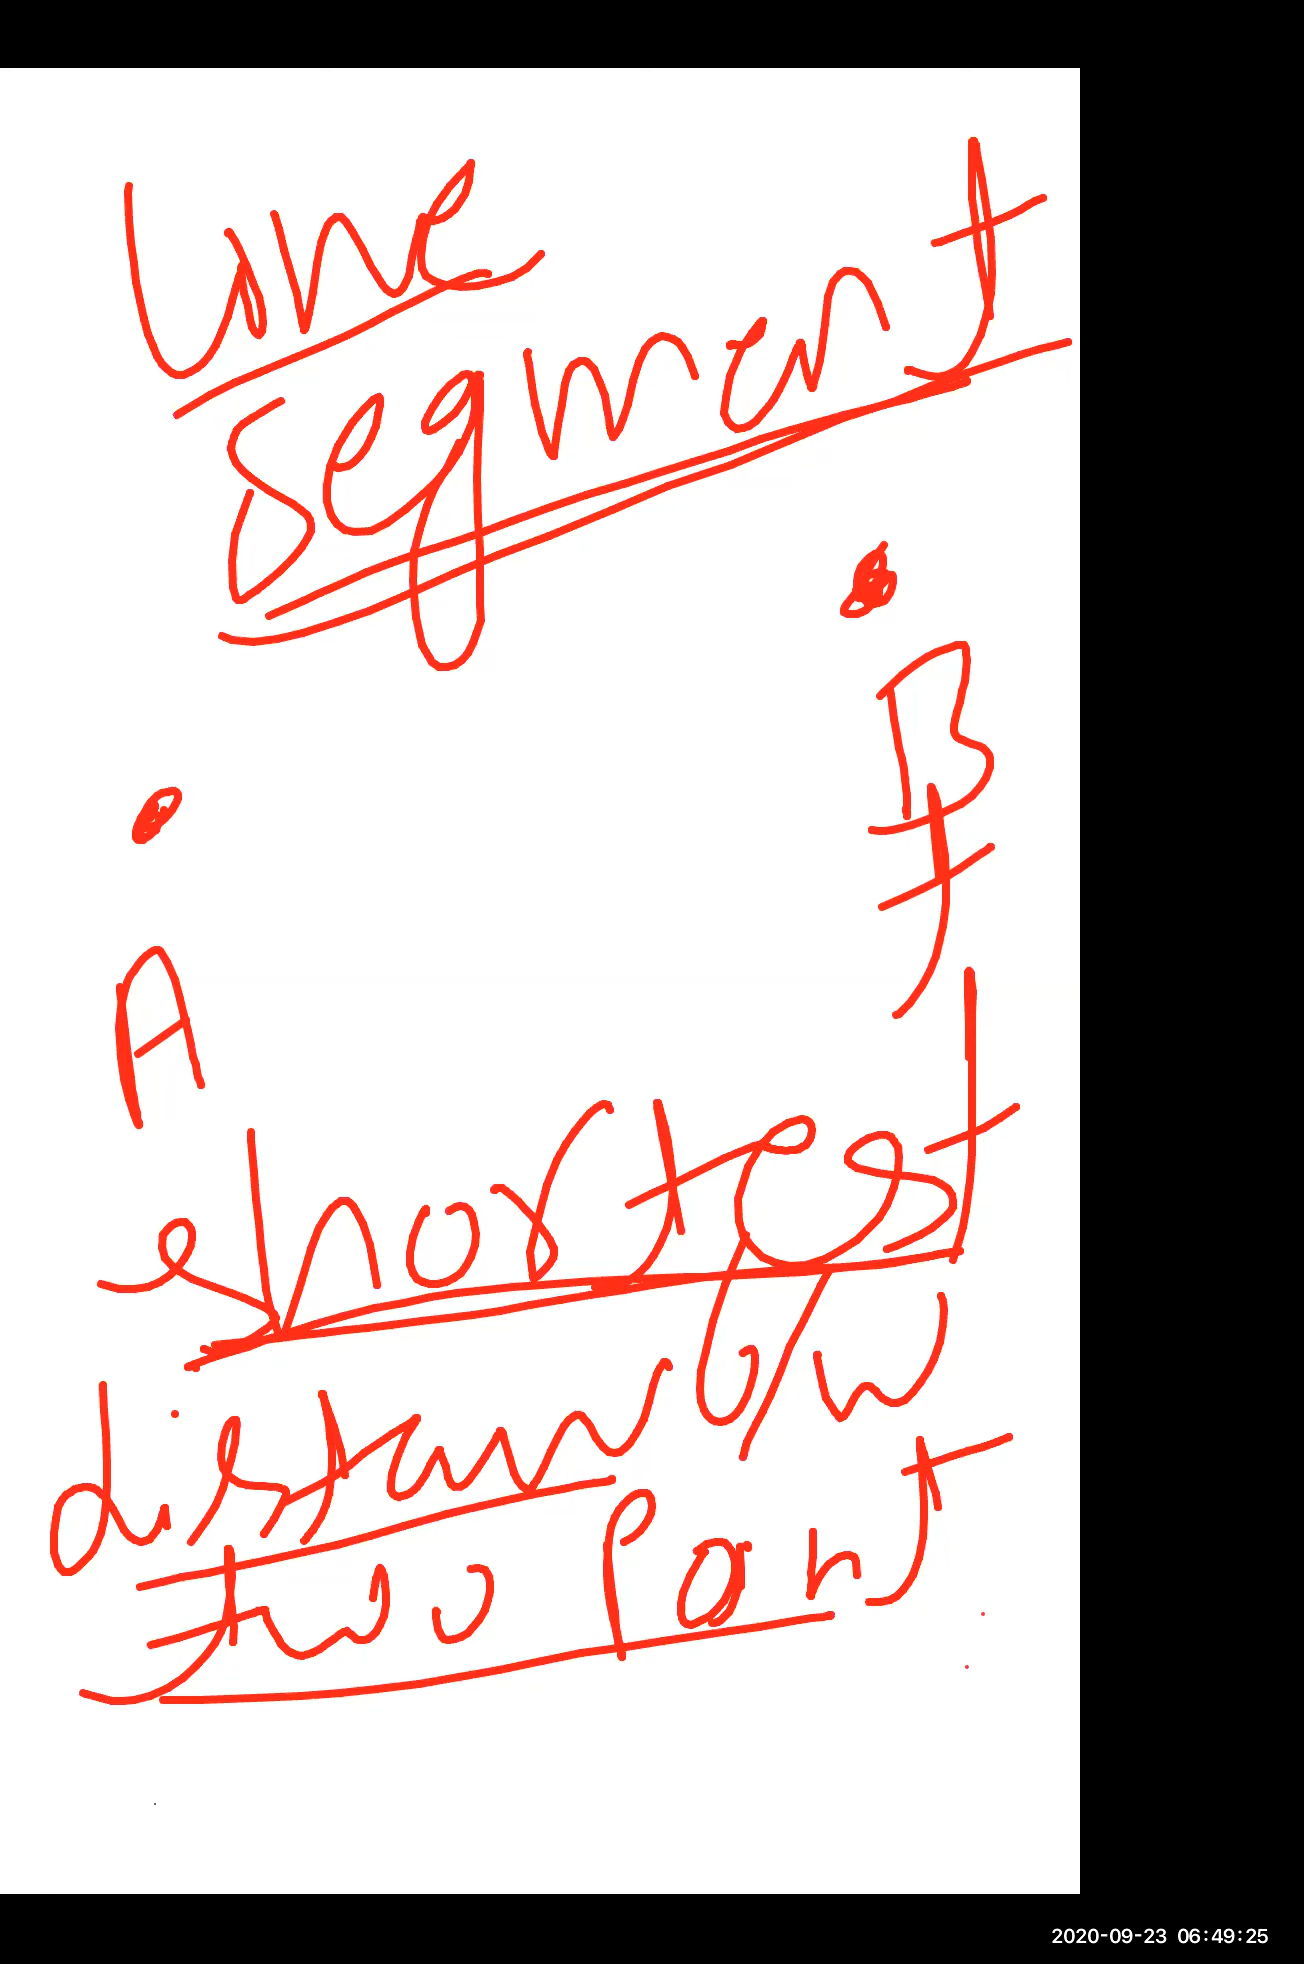 Line
segment
B
A
shortest
distance b/w
two Point
2020-09-23 06:49:25